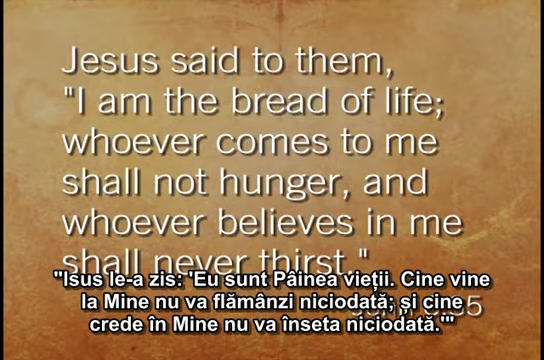 Jesus said to them,
"I am the bread of life;
whoever comes to me
shall not hunger, and
whoever believes in me
shall never thirst."
"Isus le-a zis: 'Eu sunt Pâinea vieții. Cine vine
la Mine nu va flămânzi niciodată; și cine
crede în Mine nu va înseta niciodată.'"